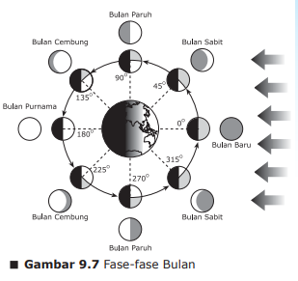 Bulan Paruh
Bulan Cembung
Bulan Sabit
90°
135°
45°
Bulan Purnama
180°
0°
Bulan Baru
225°
315°
270°
Bulan Cembung
Bulan Sabit
Bulan Paruh
■ Gambar 9.7 Fase-fase Bulan